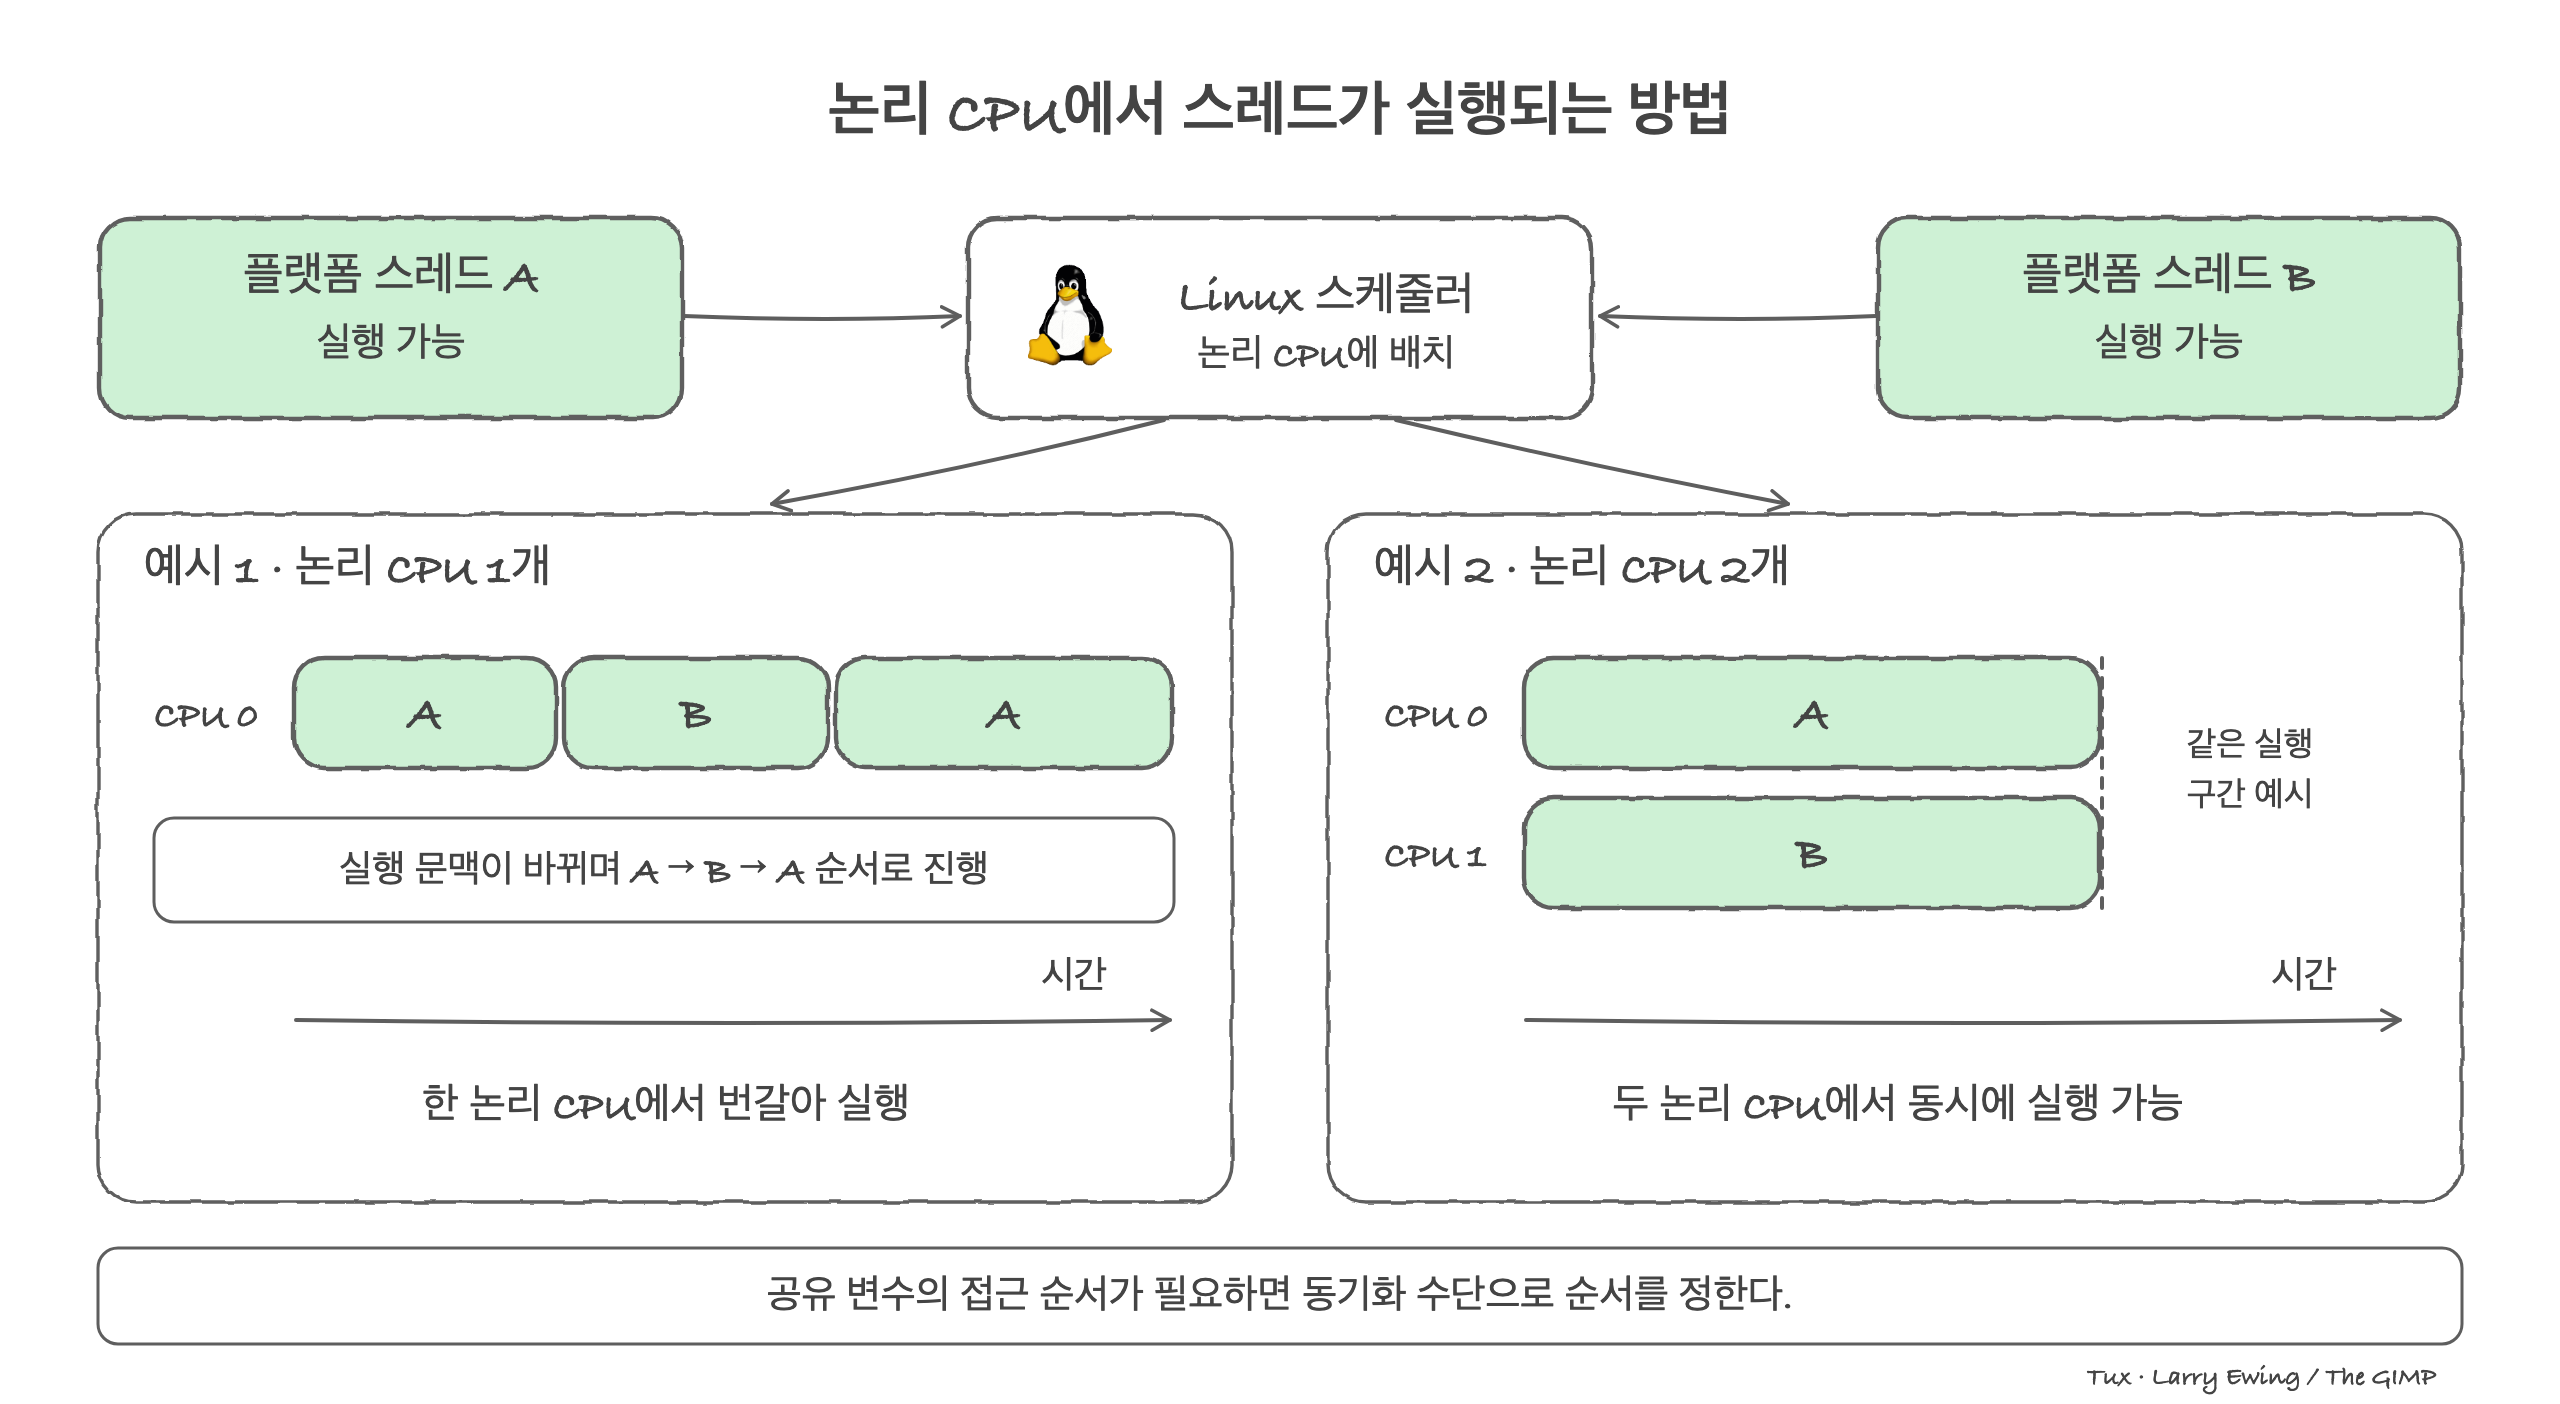 논리 CPU에서 스레드가 실행되는 방법
플랫폼 스레드 A
실행 가능
Linux 스케줄러
논리 CPU에 배치
플랫폼 스레드 B
실행 가능
예시 1 · 논리 CPU 1개
CPU 0
A
B
A
실행 문맥이 바뀌며 A → B → A 순서로 진행
시간
한 논리 CPU에서 번갈아 실행
예시 2 · 논리 CPU 2개
CPU 0
A
CPU 1
B
같은 실행
구간 예시
시간
두 논리 CPU에서 동시에 실행 가능
공유 변수의 접근 순서가 필요하면 동기화 수단으로 순서를 정한다.
Tux · Larry Ewing / The GIMP